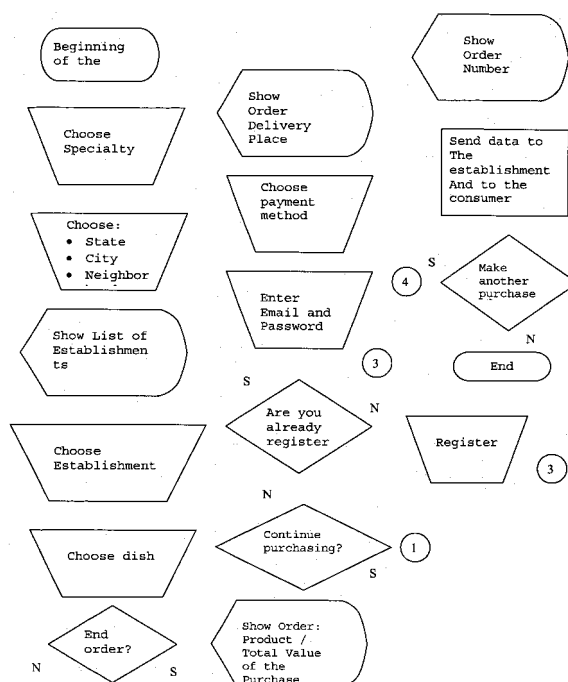 Beginning
of the
Choose
Specialty
Choose:
• State
• City
• Neighbor
Show List of
Establishmen
ts
Choose
Establishment
Choose dish
End
order?
N
S
Show
Order
Delivery
Place
Choose
payment
method
Enter
Email and
Password
3
S
Are you
already
register
N
N
Continue
purchasing?
1
S
Show Order:
Product /
Total Value
of the
Purchase
Show
Order
Number
Send data to
The
establishment
And to the
consumer
4
S
Make
another
purchase
N
End
Register
3